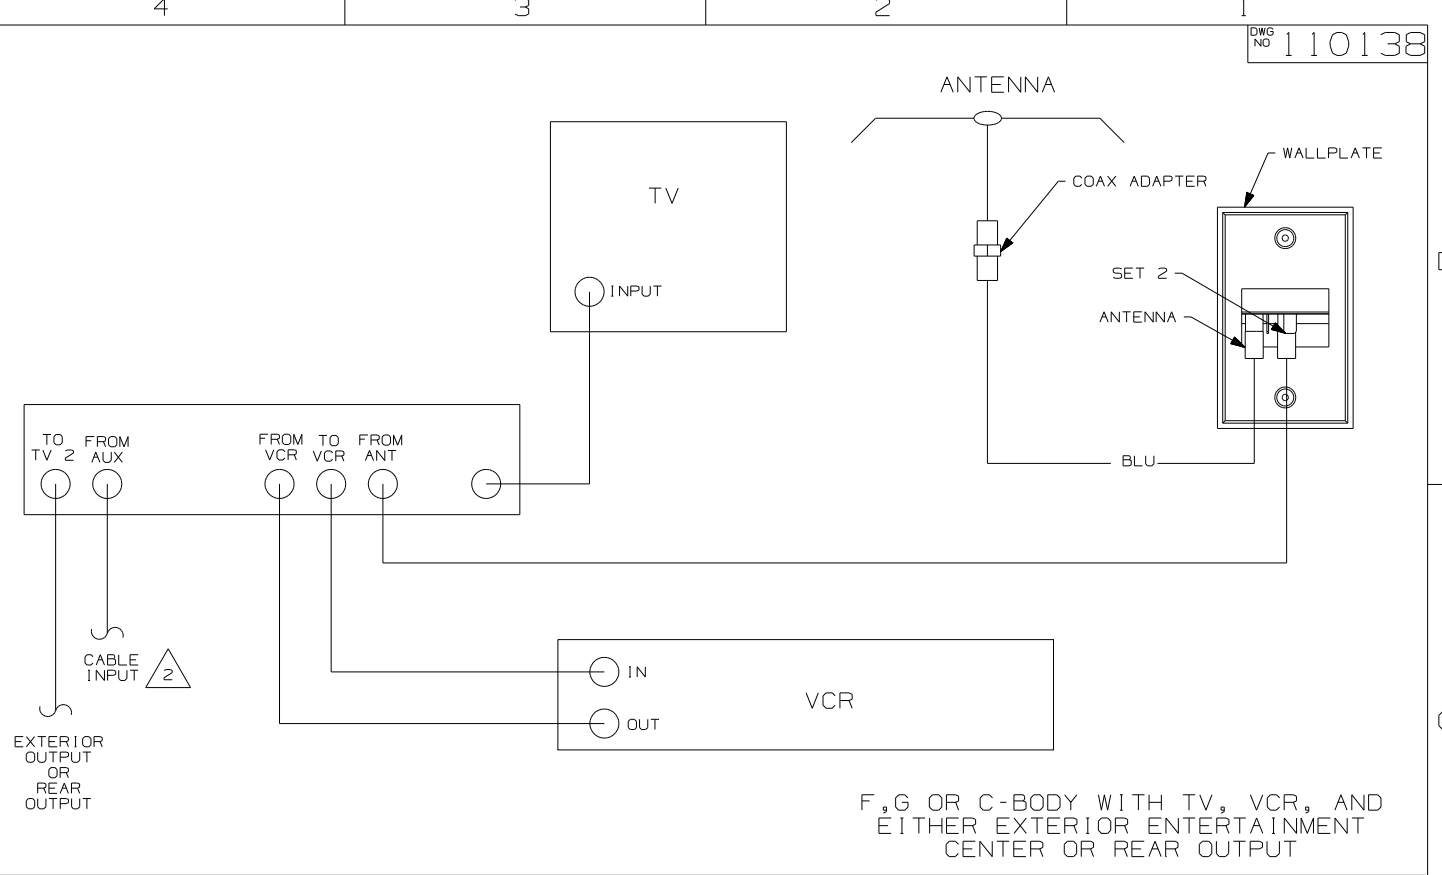 4 3 2 1
DWG
NO 110138
ANTENNA
WALLPLATE
COAX ADAPTER
TV
SET 2
INPUT
ANTENNA
TO
TV 2
FROM
AUX
FROM
VCR
TO
VCR
FROM
ANT
BLU
CABLE
INPUT
2
IN
VCR
OUT
EXTERIOR
OUTPUT
OR
REAR
OUTPUT
F,G OR C-BODY WITH TV, VCR, AND
EITHER EXTERIOR ENTERTAINMENT
CENTER OR REAR OUTPUT